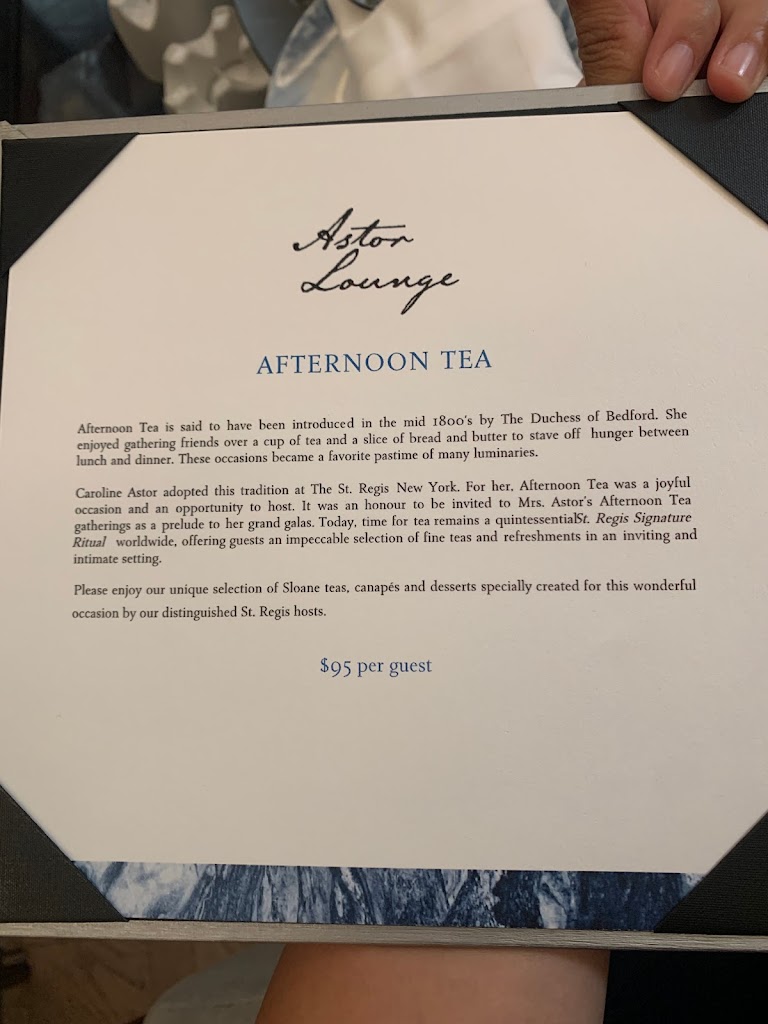 Astor
Lounge
AFTERNOON TEA
Afternoon Tea is said to have been introduced in the mid 1800's by The Duchess of Bedford. She
enjoyed gathering friends over a cup of tea and a slice of bread and butter to stave off hunger between
lunch and dinner. These occasions became a favorite pastime of many luminaries.
Caroline Astor adopted this tradition at The St. Regis New York. For her, Afternoon Tea was a joyful
occasion and an opportunity to host. It was an honour to be invited to Mrs. Astor's Afternoon Tea
gatherings as a prelude to her grand galas. Today, time for tea remains a quintessentialSt. Regis Signature
Ritual worldwide, offering guests an impeccable selection of fine teas and refreshments in an inviting and
intimate setting.
Please enjoy our unique selection of Sloane teas, canapés and desserts specially created for this wonderful
occasion by our distinguished St. Regis hosts.
$95 per guest